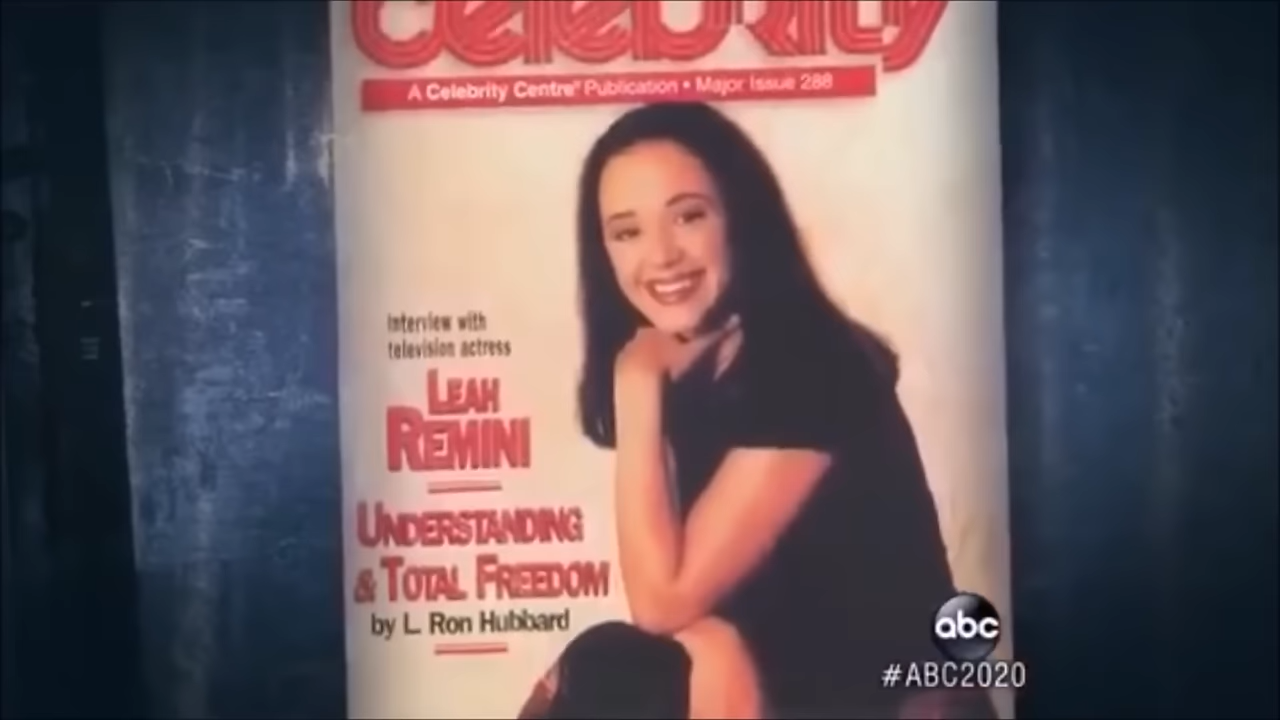 Celebrity
A Celebrity Centre® Publication • Major Issue 288
Interview with
television actress
LEAH
REMINI
UNDERSTANDING
& TOTAL FREEDOM
by L. Ron Hubbard
abc
#ABC2020